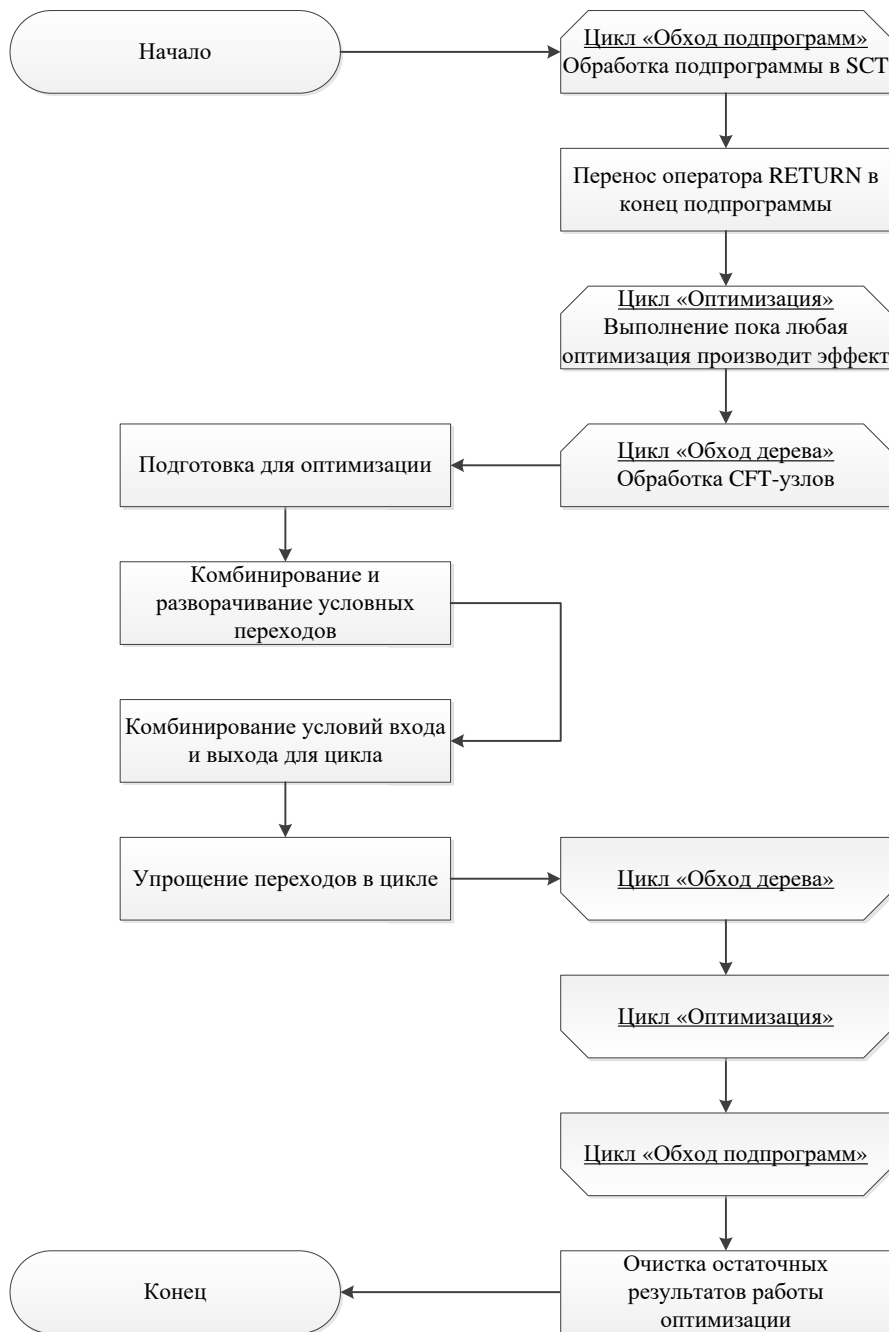 Начало
Цикл «Обход подпрограмм»
Обработка подпрограммы в SCT
Перенос оператора RETURN в
конец подпрограммы
Цикл «Оптимизация»
Выполнение пока любая
оптимизация производит эффект
Цикл «Обход дерева»
Обработка CFT-узлов
Подготовка для оптимизации
Комбинирование и
разворачивание условных
переходов
Комбинирование условий входа
и выхода для цикла
Упрощение переходов в цикле
Цикл «Обход дерева»
Цикл «Оптимизация»
Цикл «Обход подпрограмм»
Очистка остаточных
результатов работы
оптимизации
Конец